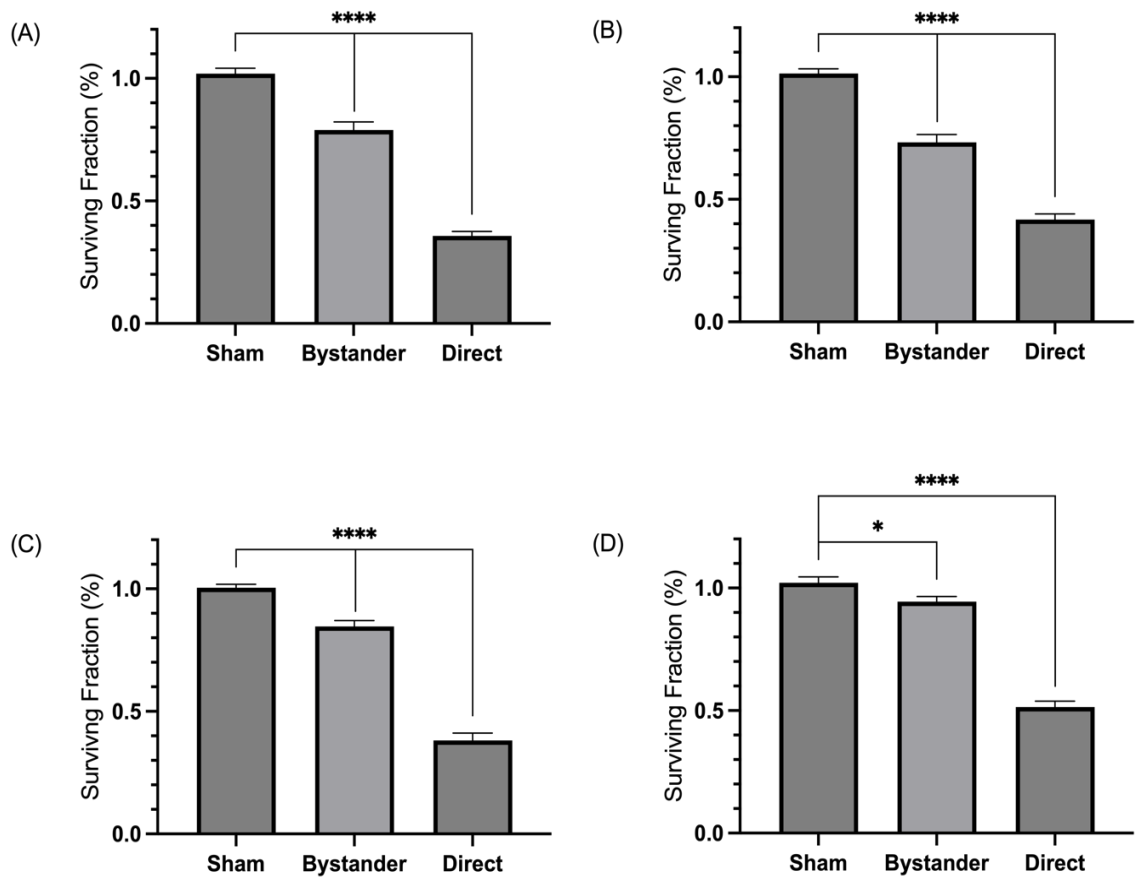 (A)
****
Survivng Fraction (%)
1.0
0.5
0.0
Sham Bystander Direct
(B)
****
Surving Fraction (%)
1.0
0.5
0.0
Sham Bystander Direct
(C)
****
Survivng Fraction (%)
1.0
0.5
0.0
Sham Bystander Direct
(D)
****
*
Surviving Fraction (%)
1.0
0.5
0.0
Sham Bystander Direct